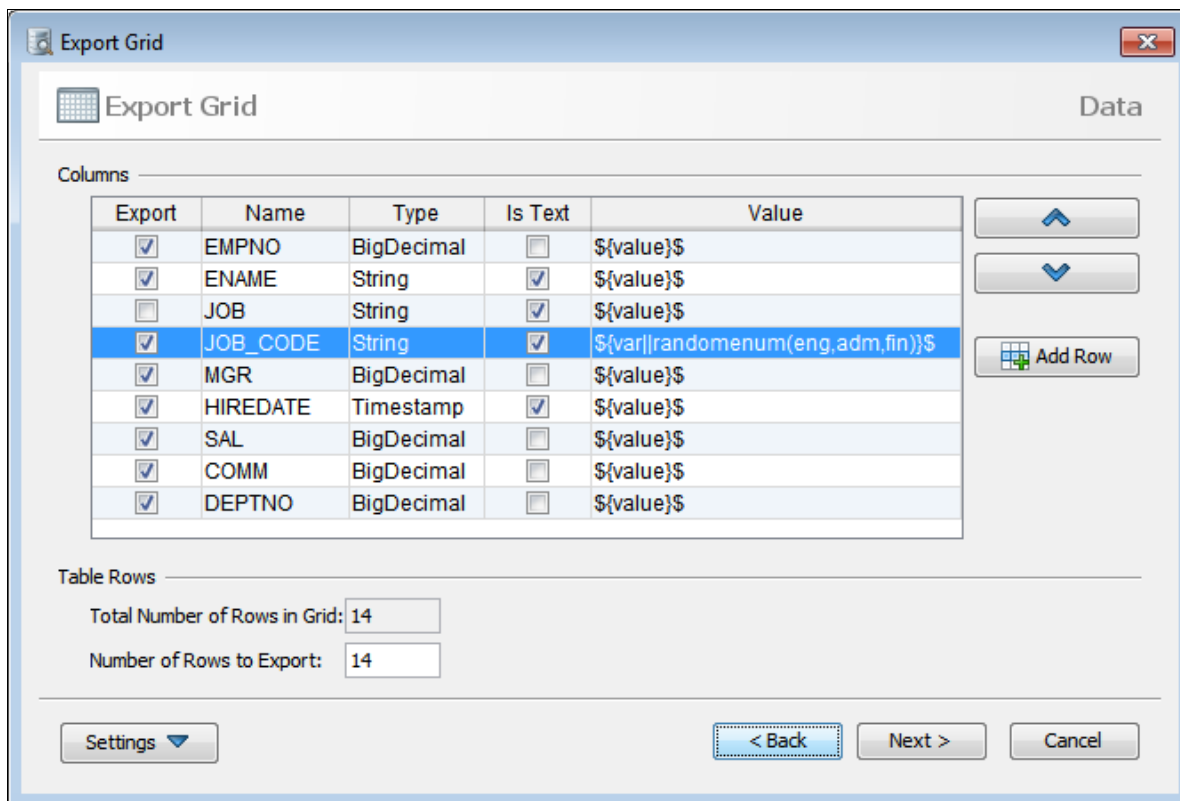 Export Grid
Export Grid Data
Columns
Export Name Type Is Text Value
EMPNO BigDecimal ${value}$
ENAME String ${value}$
JOB String ${value}$
JOB_CODE String ${var||randomenum(eng,adm,fin)}$
Add Row
MGR BigDecimal ${value}$
HIREDATE Timestamp ${value}$
SAL BigDecimal ${value}$
COMM BigDecimal ${value}$
DEPTNO BigDecimal ${value}$
Table Rows
Total Number of Rows in Grid: 14
Number of Rows to Export: 14
Settings < Back Next > Cancel